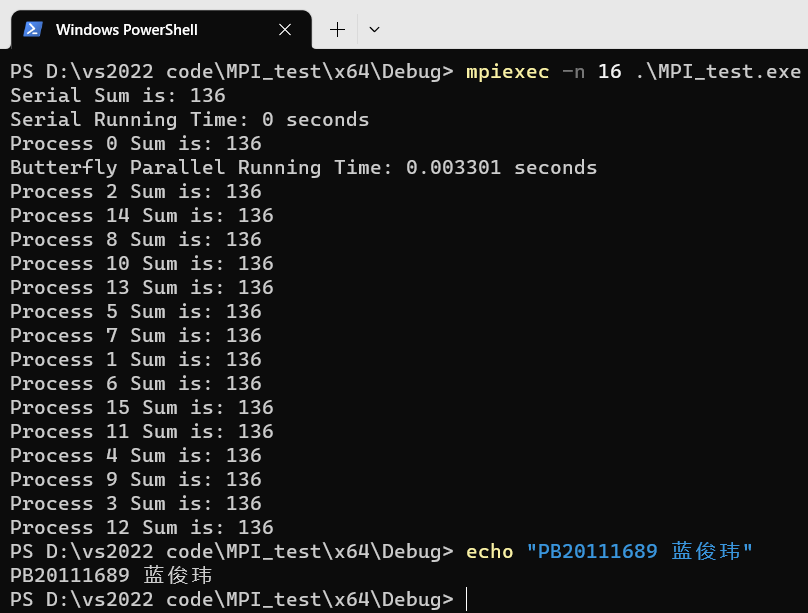 Windows PowerShell
PS D:\vs2022 code\MPI_test\x64\Debug> mpiexec -n 16 .\MPI_test.exe
Serial Sum is: 136
Serial Running Time: 0 seconds
Process 0 Sum is: 136
Butterfly Parallel Running Time: 0.003301 seconds
Process 2 Sum is: 136
Process 14 Sum is: 136
Process 8 Sum is: 136
Process 10 Sum is: 136
Process 13 Sum is: 136
Process 5 Sum is: 136
Process 7 Sum is: 136
Process 1 Sum is: 136
Process 6 Sum is: 136
Process 15 Sum is: 136
Process 11 Sum is: 136
Process 4 Sum is: 136
Process 9 Sum is: 136
Process 3 Sum is: 136
Process 12 Sum is: 136
PS D:\vs2022 code\MPI_test\x64\Debug> echo "PB20111689 蓝俊玮"
PB20111689 蓝俊玮
PS D:\vs2022 code\MPI_test\x64\Debug>